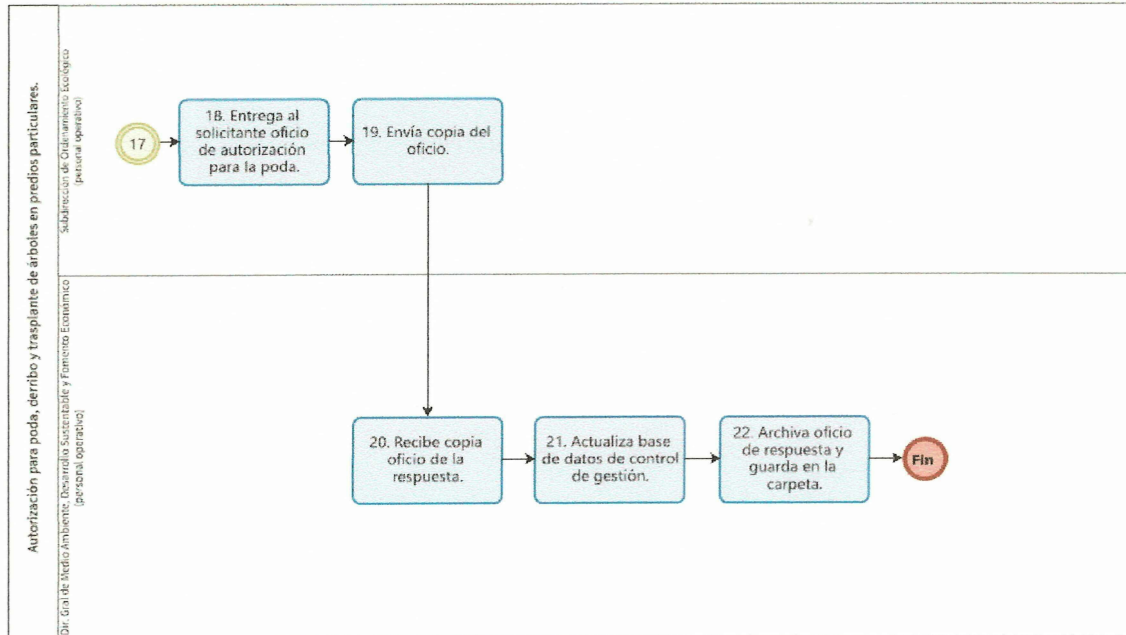 Autorización para poda, derribo y trasplante de árboles en predios particulares.
Subdirección de Ordenamiento Ecológico
(personal operativo)
17
18. Entrega al
solicitante oficio
de autorización
para la poda.
19. Envía copia del
oficio.
Dir. Gral de Medio Ambiente, Desarrollo Sustentable y Fomento Económico
(personal operativo)
20. Recibe copia
oficio de la
respuesta.
21. Actualiza base
de datos de control
de gestión.
22. Archiva oficio
de respuesta y
guarda en la
carpeta.
Fin